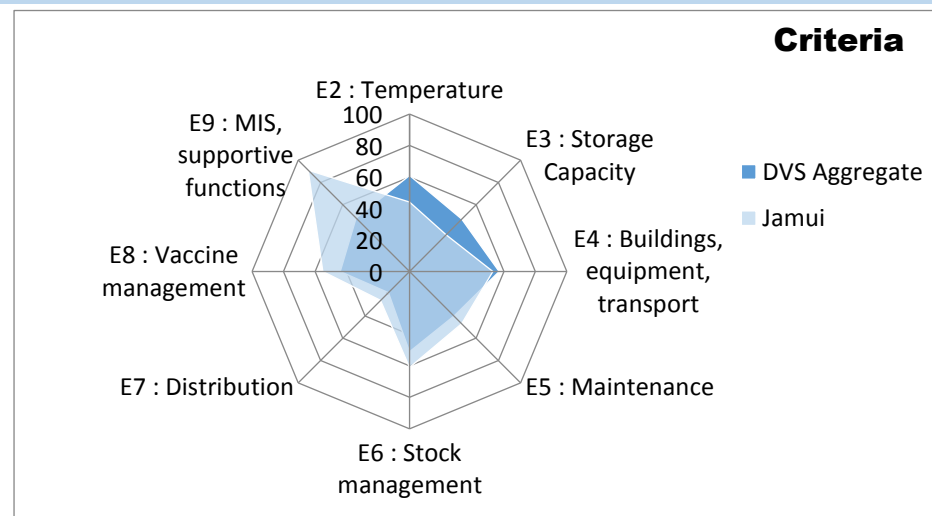 Criteria
E2 : Temperature
100
80
60
40
20
0
E3 : Storage
Capacity
E4 : Buildings,
equipment,
transport
E5 : Maintenance
E6 : Stock
management
E7 : Distribution
E8 : Vaccine
management
E9 : MIS,
supportive
functions
DVS Aggregate
Jamui